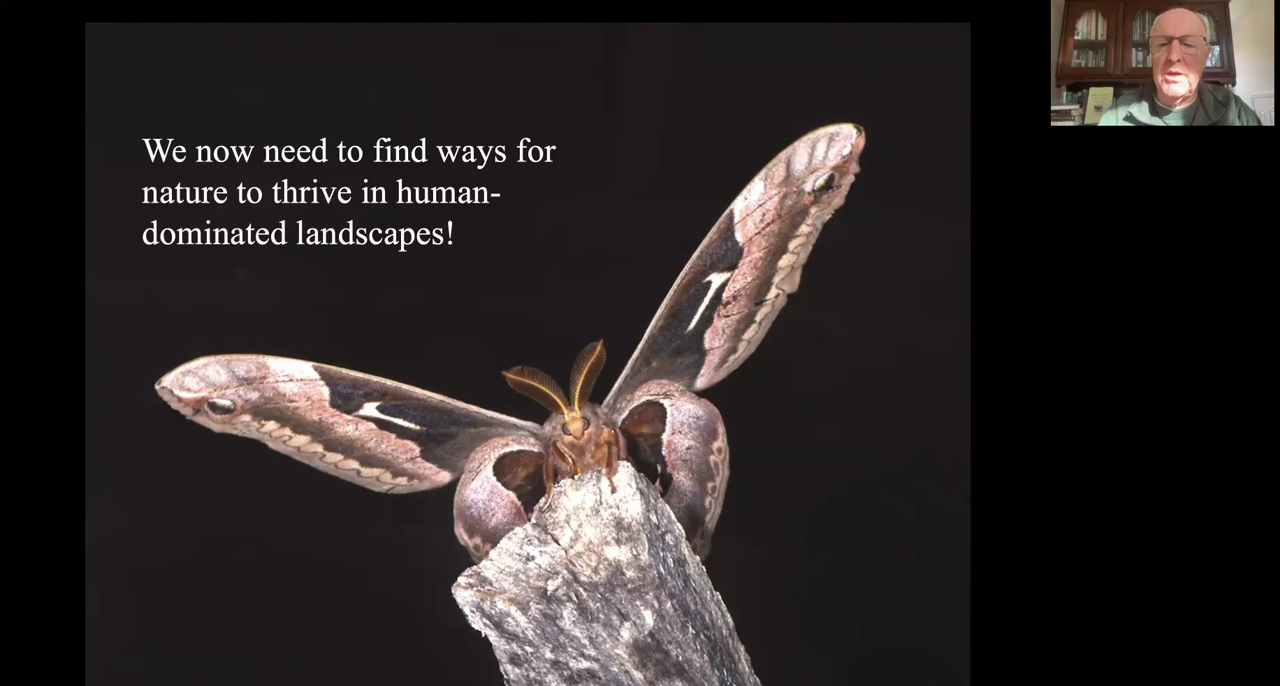 We now need to find ways for
nature to thrive in human-
dominated landscapes!